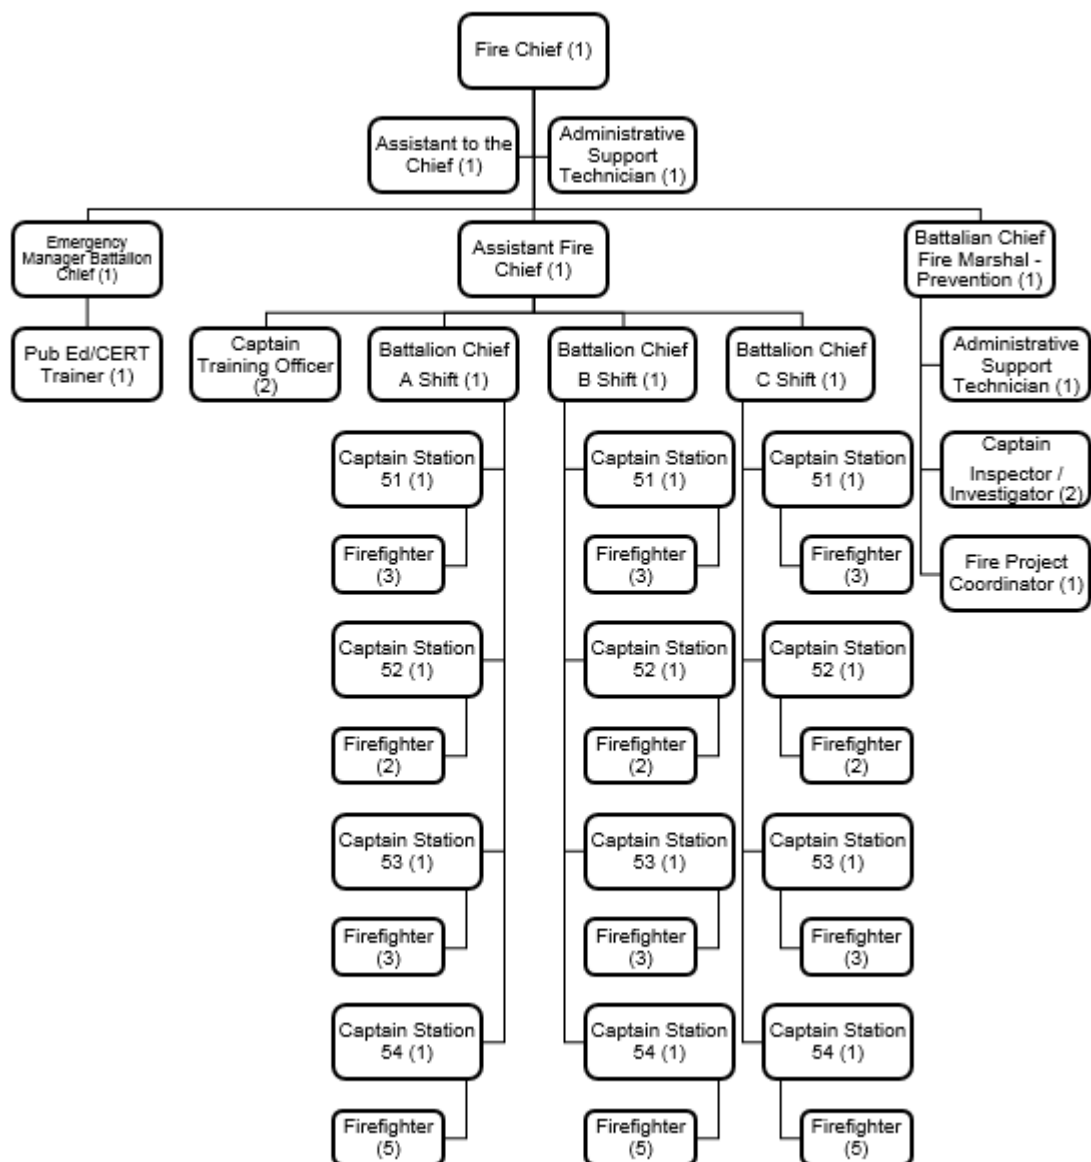 Fire Chief (1)
Assistant to the
Chief (1)
Administrative
Support
Technician (1)
Emergency
Manager Battalion
Chief (1)
Assistant Fire
Chief (1)
Battalian Chief
Fire Marshal -
Prevention (1)
Pub Ed/CERT
Trainer (1)
Captain
Training Officer
(2)
Battalion Chief
A Shift (1)
Battalion Chief
B Shift (1)
Battalion Chief
C Shift (1)
Administrative
Support
Technician (1)
Captain Station
51 (1)
Captain Station
51 (1)
Captain Station
51 (1)
Captain
Inspector /
Investigator (2)
Firefighter
(3)
Firefighter
(3)
Firefighter
(3)
Fire Project
Coordinator (1)
Captain Station
52 (1)
Captain Station
52 (1)
Captain Station
52 (1)
Firefighter
(2)
Firefighter
(2)
Firefighter
(2)
Captain Station
53 (1)
Captain Station
53 (1)
Captain Station
53 (1)
Firefighter
(3)
Firefighter
(3)
Firefighter
(3)
Captain Station
54 (1)
Captain Station
54 (1)
Captain Station
54 (1)
Firefighter
(5)
Firefighter
(5)
Firefighter
(5)